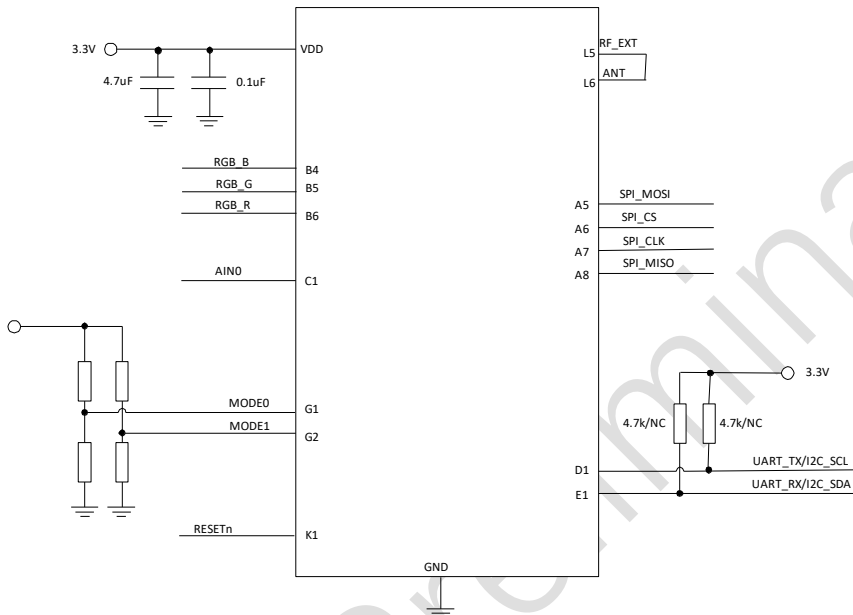 3.3V
VDD
4.7uF
0.1uF
RF_EXT
L5
ANT
L6
RGB_B
B4
RGB_G
B5
RGB_R
B6
SPI_MOSI
A5
SPI_CS
A6
SPI_CLK
A7
SPI_MISO
A8
AIN0
C1
3.3V
MODE0
G1
MODE1
G2
4.7k/NC
4.7k/NC
D1
UART_TX/I2C_SCL
E1
UART_RX/I2C_SDA
RESETn
K1
GND